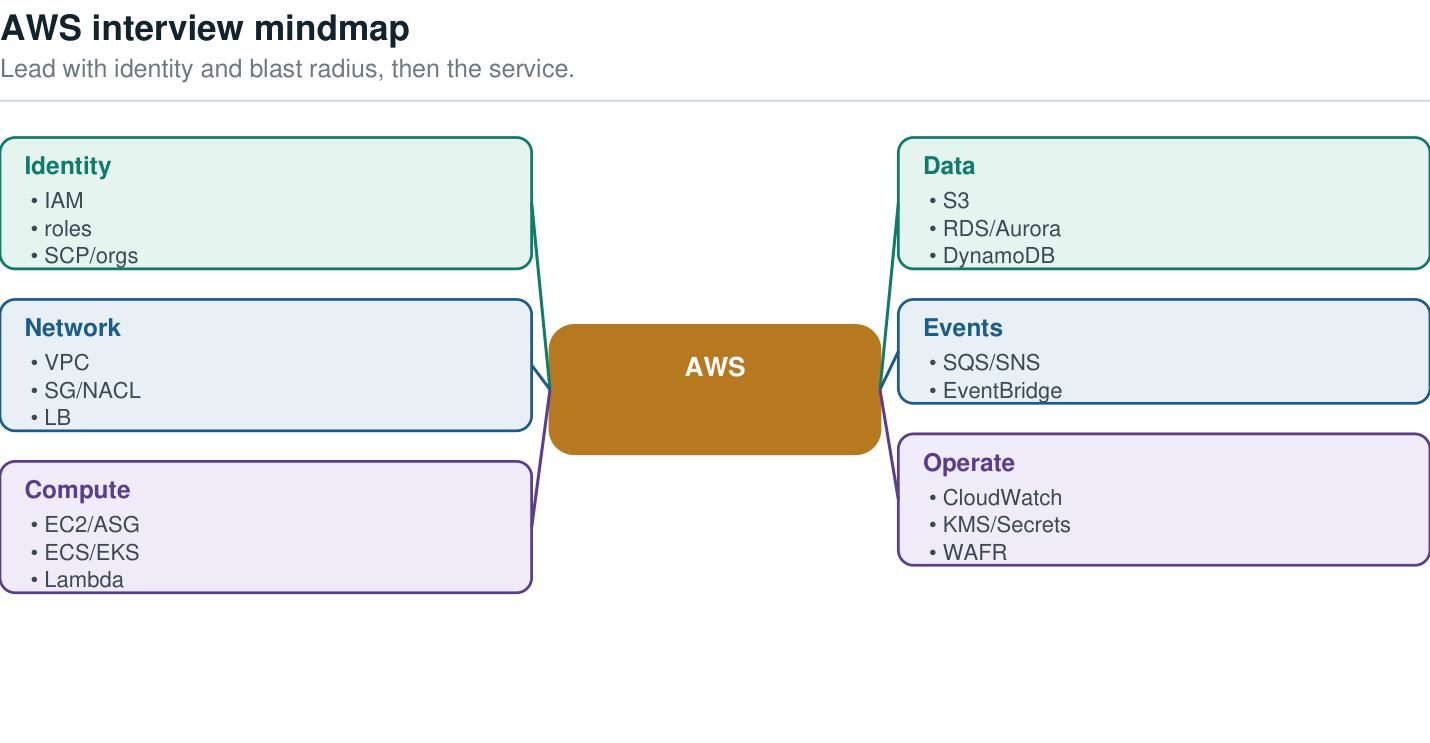 AWS interview mindmap
Lead with identity and blast radius, then the service.
Identity
• IAM
• roles
• SCP/orgs
Network
• VPC
• SG/NACL
• LB
Compute
• EC2/ASG
• ECS/EKS
• Lambda
AWS
Data
• S3
• RDS/Aurora
• DynamoDB
Events
• SQS/SNS
• EventBridge
Operate
• CloudWatch
• KMS/Secrets
• WAFR